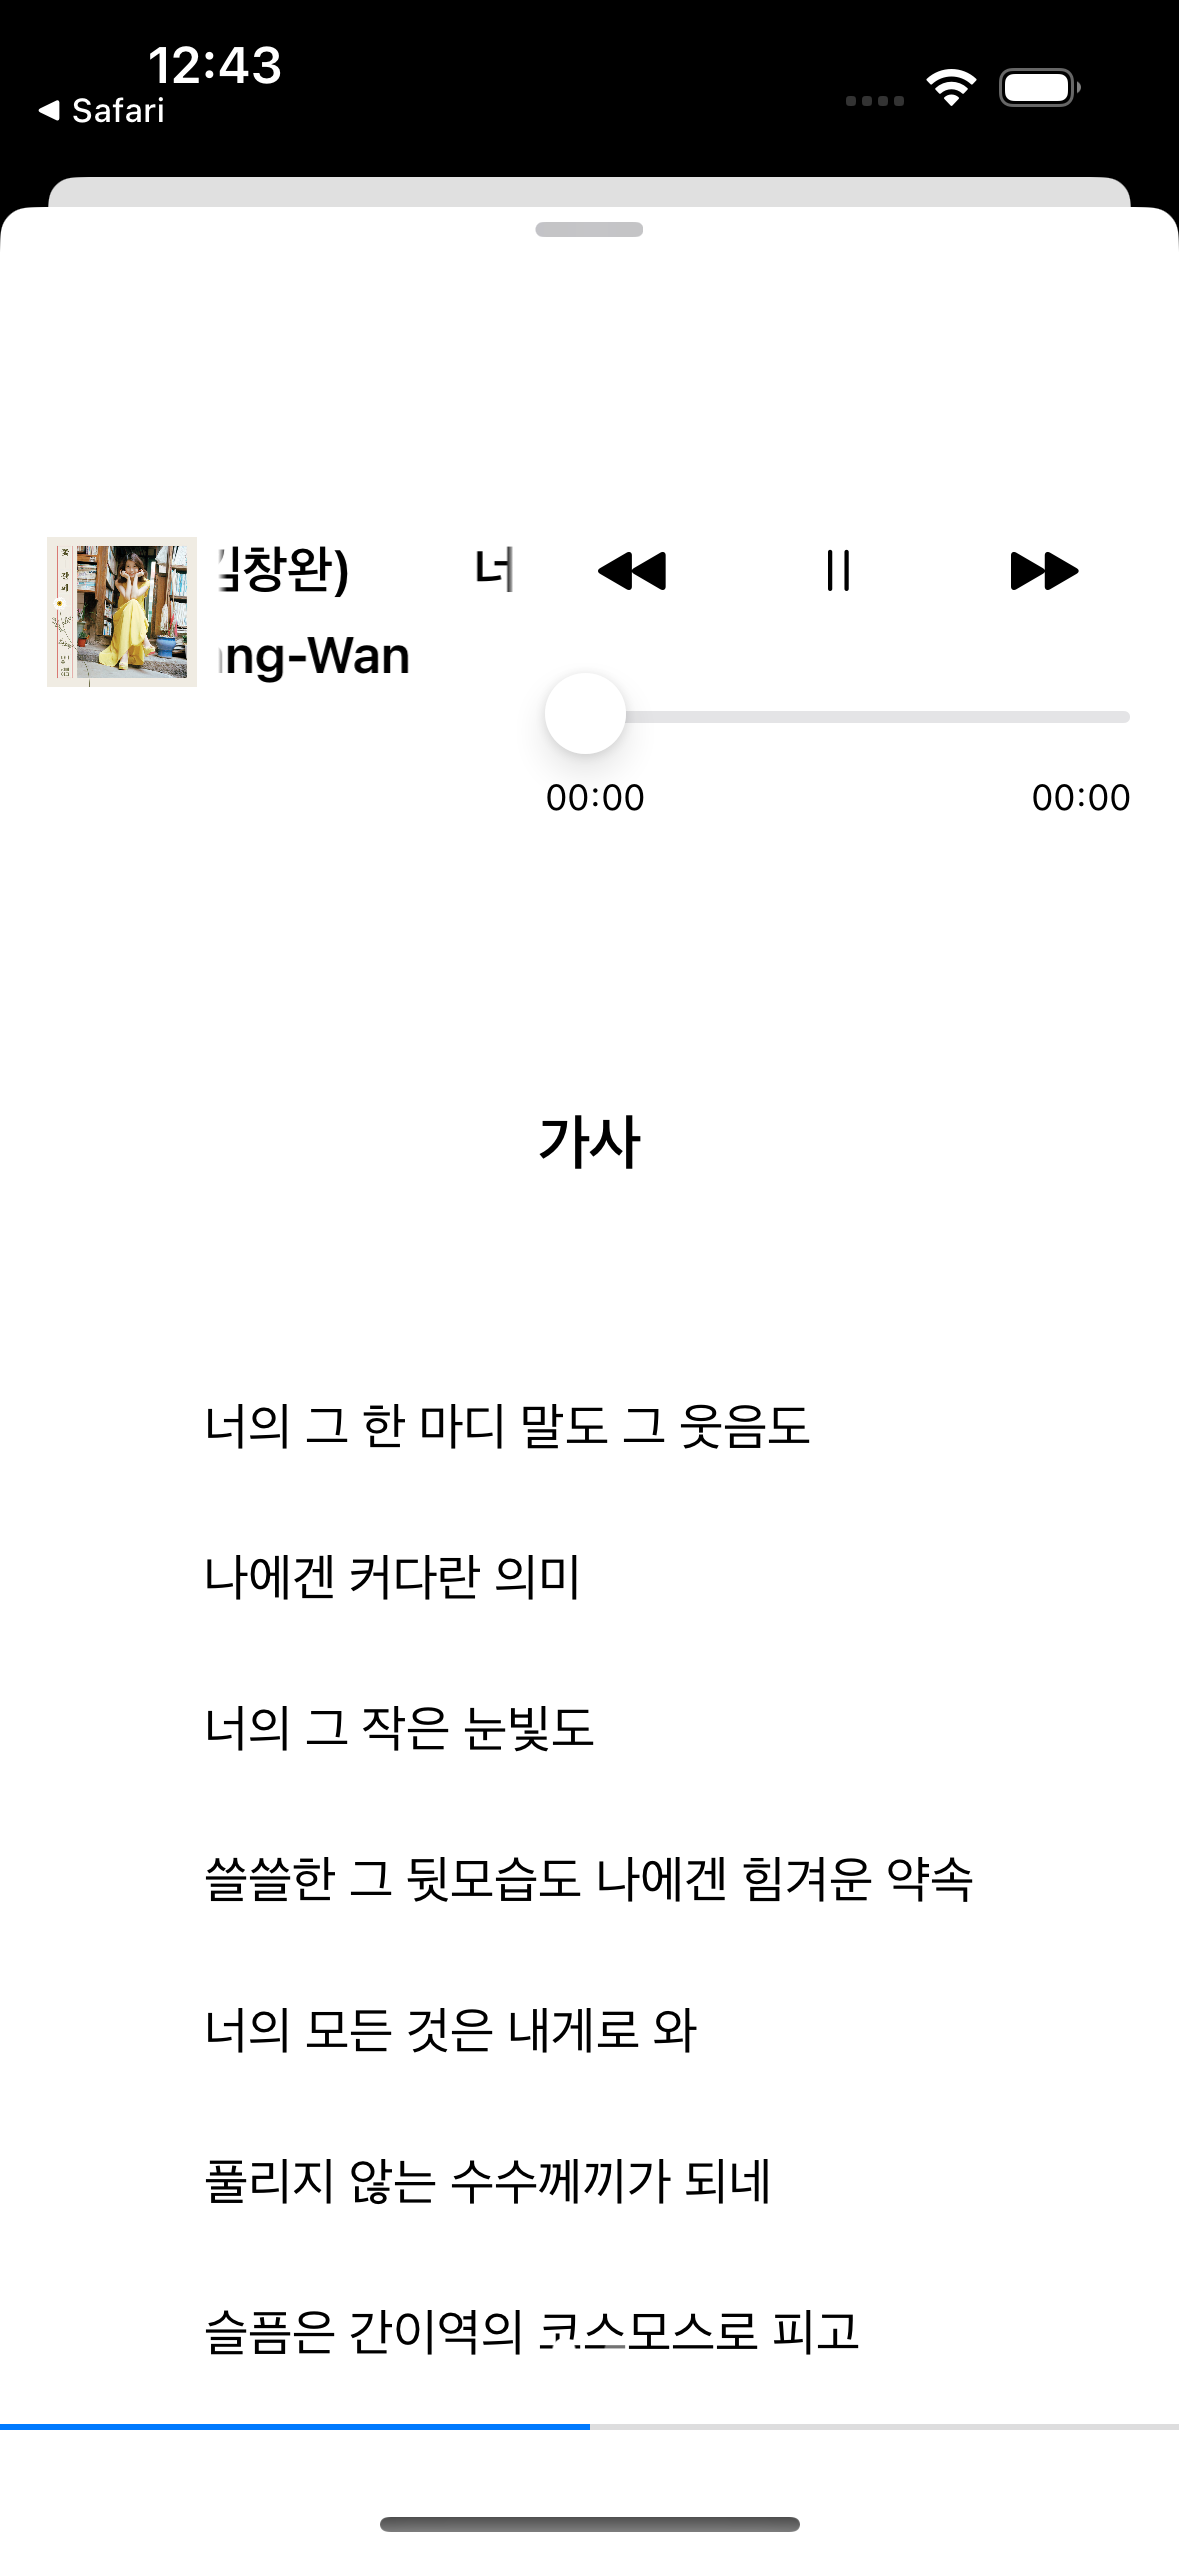 12:43
Safari
김창완) 너
ng-Wan
00:00 00:00
가사
너의 그 한 마디 말도 그 웃음도
나에겐 커다란 의미
너의 그 작은 눈빛도
쓸쓸한 그 뒷모습도 나에겐 힘겨운 약속
너의 모든 것은 내게로 와
풀리지 않는 수수께끼가 되네
슬픔은 간이역의 코스모스로 피고